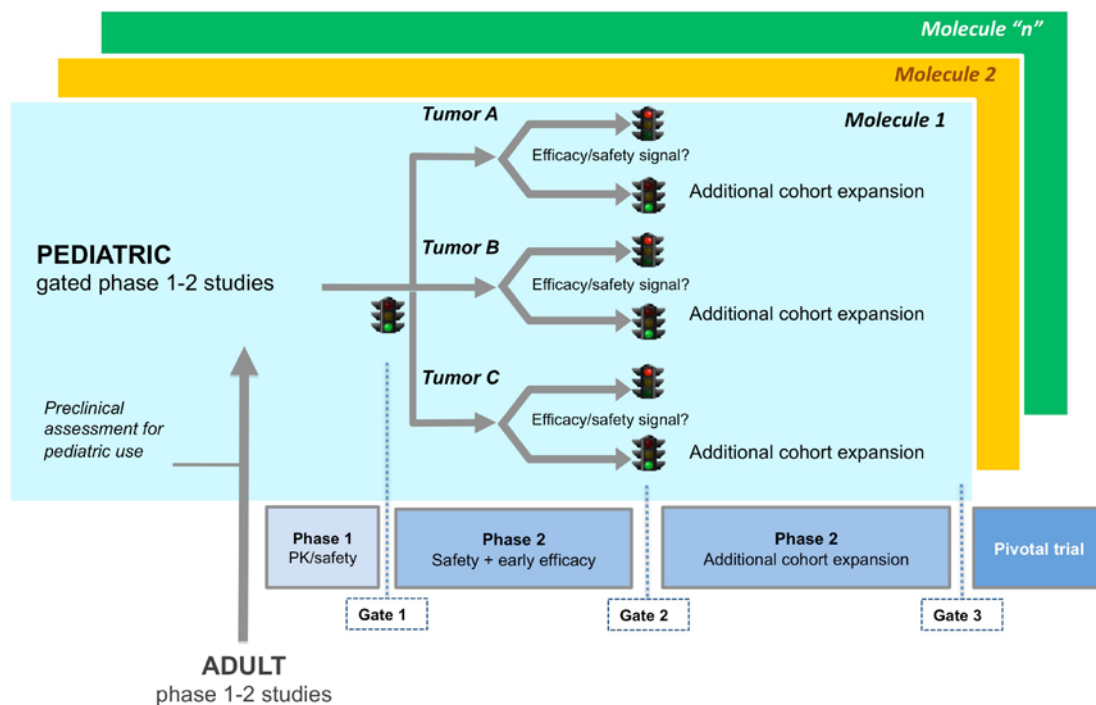 Molecule “n”
Molecule 2
Molecule 1
Tumor A
Efficacy/safety signal?
Additional cohort expansion
PEDIATRIC
gated phase 1-2 studies
Tumor B
Efficacy/safety signal?
Additional cohort expansion
Tumor C
Efficacy/safety signal?
Additional cohort expansion
Preclinical
assessment for
pediatric use
Phase 1
PK/safety
Phase 2
Safety + early efficacy
Phase 2
Additional cohort expansion
Pivotal trial
Gate 1
Gate 2
Gate 3
ADULT
phase 1-2 studies